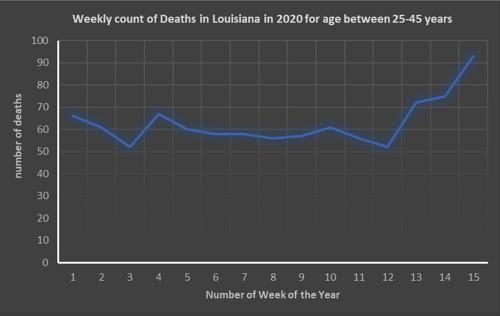 Weekly count of Deaths in Louisiana in 2020 for age between 25-45 years
number of deaths
100
90
80
70
60
50
40
30
20
10
0
1 2 3 4 5 6 7 8 9 10 11 12 13 14 15
Number of Week of the Year